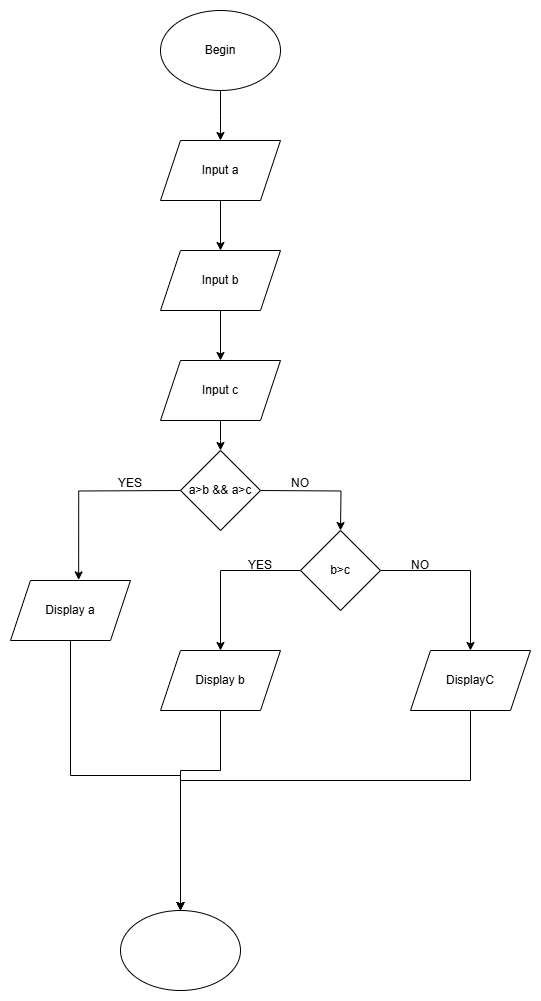 Begin
Input a
Input b
Input c
a>b && a>c
YES
NO
b>c
YES
NO
Display a
Display b
DisplayC